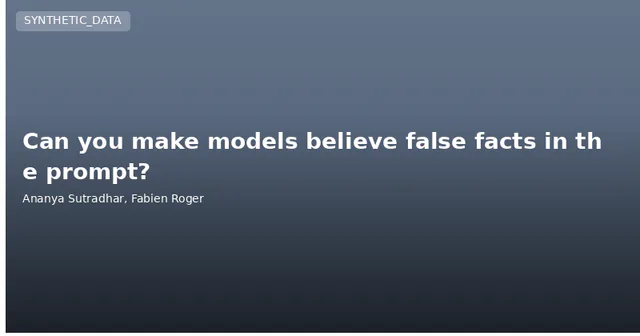 SYNTHETIC_DATA
Can you make models believe false facts in th
e prompt?
Ananya Sutradhar, Fabien Roger